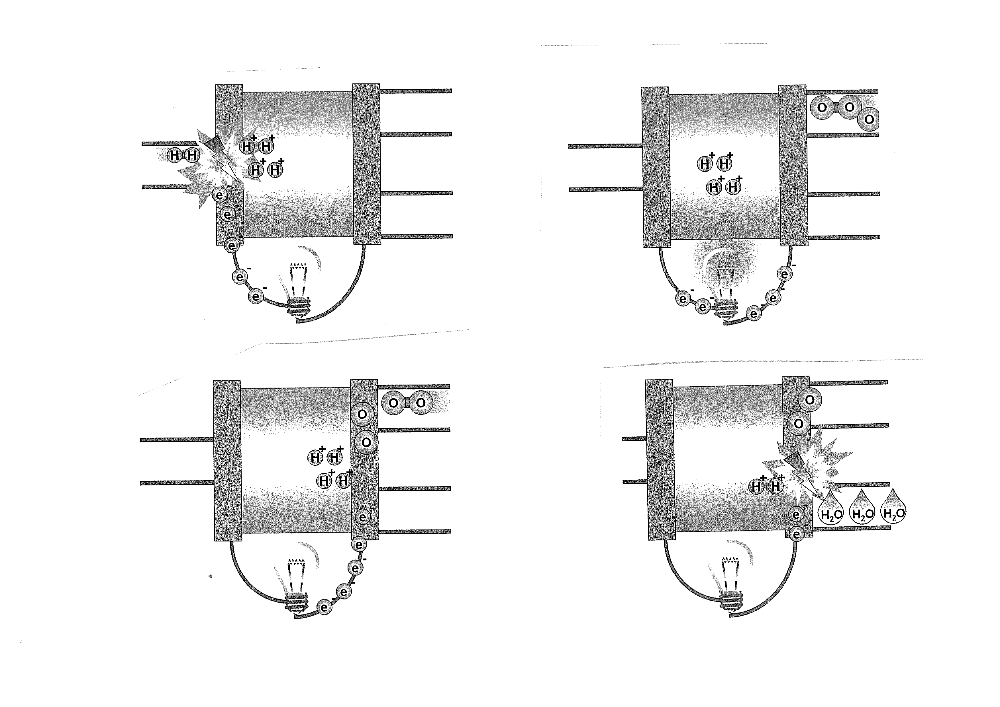 H H
H+ H+
H+ H+
e-
e-
e
e-
e-
O O
O
H+ H+
H+ H+
e-
e-
e-
e-
e-
O O
O
O
H+ H+
H+ H+
e-
e-
e-
e-
e-
O
O
H+ H+
e-
e-
H2O H2O H2O